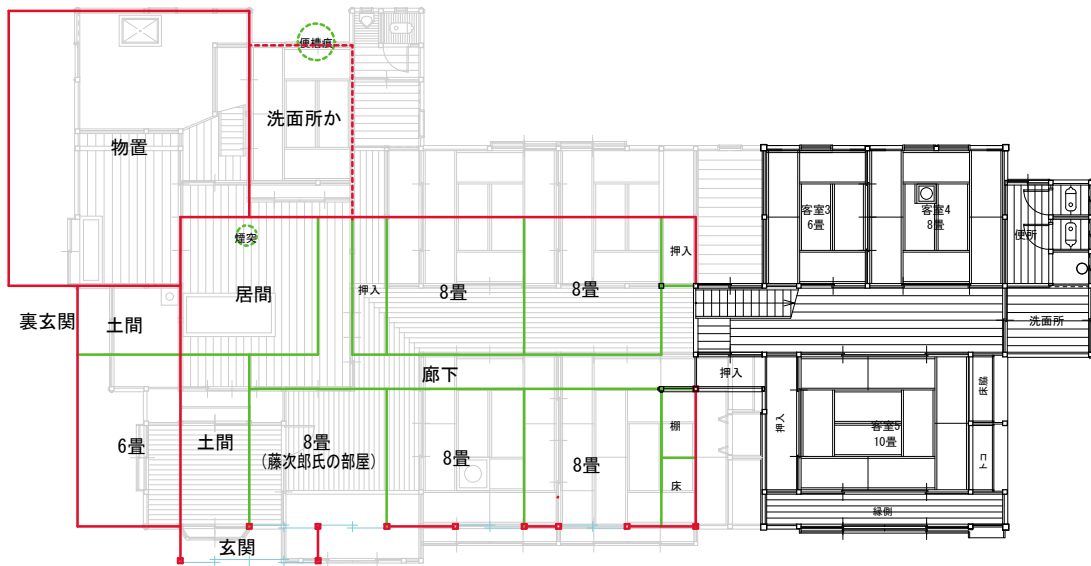 便槽痕
洗面所か
物置
客室3
6畳
客室4
8畳
便所
煙突
押入
居間
押入
8畳
8畳
裏玄関
土間
洗面所
廊下
押入
6畳
土間
8畳
(藤次郎氏の部屋)
8畳
8畳
棚
床
押入
客室5
10畳
床脇
トコ
縁側
玄関